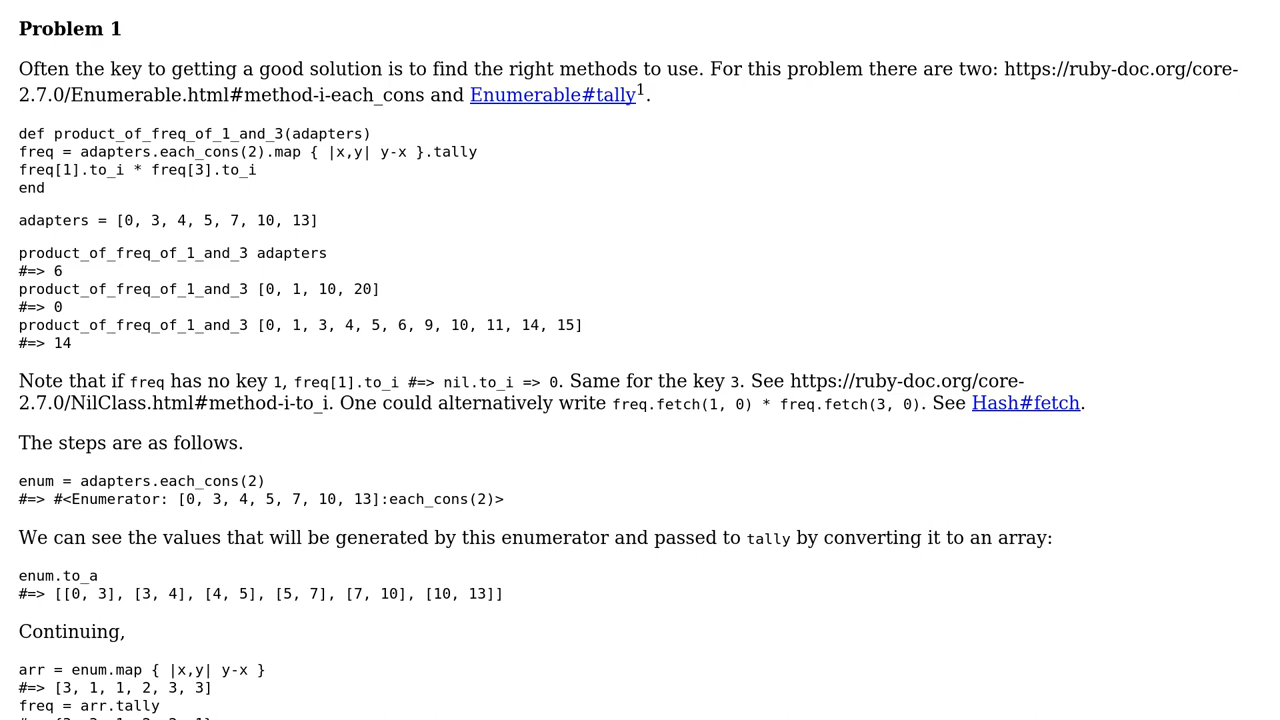 Problem 1
Often the key to getting a good solution is to find the right methods to use. For this problem there are two: https://ruby-doc.org/core-
2.7.0/Enumerable.html#method-i-each_cons and Enumerable#tally1.
def product_of_freq_of_1_and_3(adapters)
freq = adapters.each_cons(2).map { |x,y| y-x }.tally
freq[1].to_i * freq[3].to_i
end
adapters = [0, 3, 4, 5, 7, 10, 13]
product_of_freq_of_1_and_3 adapters
#=> 6
product_of_freq_of_1_and_3 [0, 1, 10, 20]
#=> 0
product_of_freq_of_1_and_3 [0, 1, 3, 4, 5, 6, 9, 10, 11, 14, 15]
#=> 14
Note that if freq has no key 1, freq[1].to_i #=> nil.to_i => 0. Same for the key 3. See https://ruby-doc.org/core-
2.7.0/NilClass.html#method-i-to_i. One could alternatively write freq.fetch(1, 0) * freq.fetch(3, 0). See Hash#fetch.
The steps are as follows.
enum = adapters.each_cons(2)
#=> #<Enumerator: [0, 3, 4, 5, 7, 10, 13]:each_cons(2)>
We can see the values that will be generated by this enumerator and passed to tally by converting it to an array:
enum.to_a
#=> [[0, 3], [3, 4], [4, 5], [5, 7], [7, 10], [10, 13]]
Continuing,
arr = enum.map { |x,y| y-x }
#=> [3, 1, 1, 2, 3, 3]
freq = arr.tally